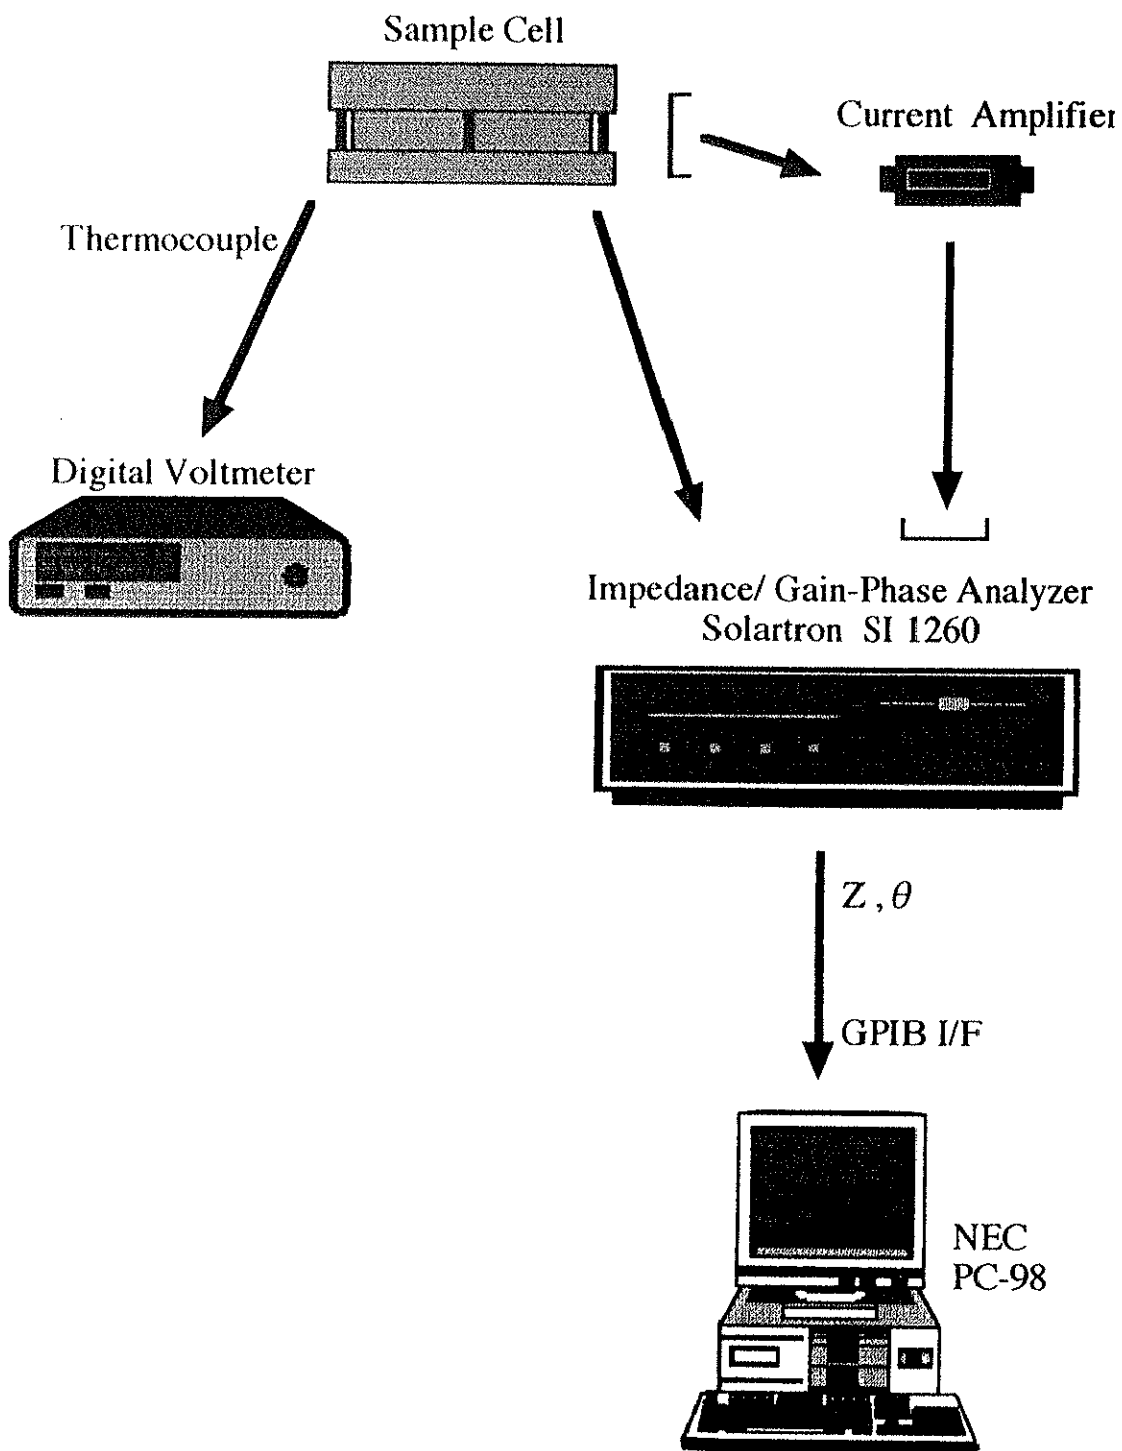 Sample Cell
Current Amplifier
Thermocouple
Digital Voltmeter
Impedance/ Gain-Phase Analyzer
Solartron SI 1260
Z , θ
GPIB I/F
NEC
PC-98